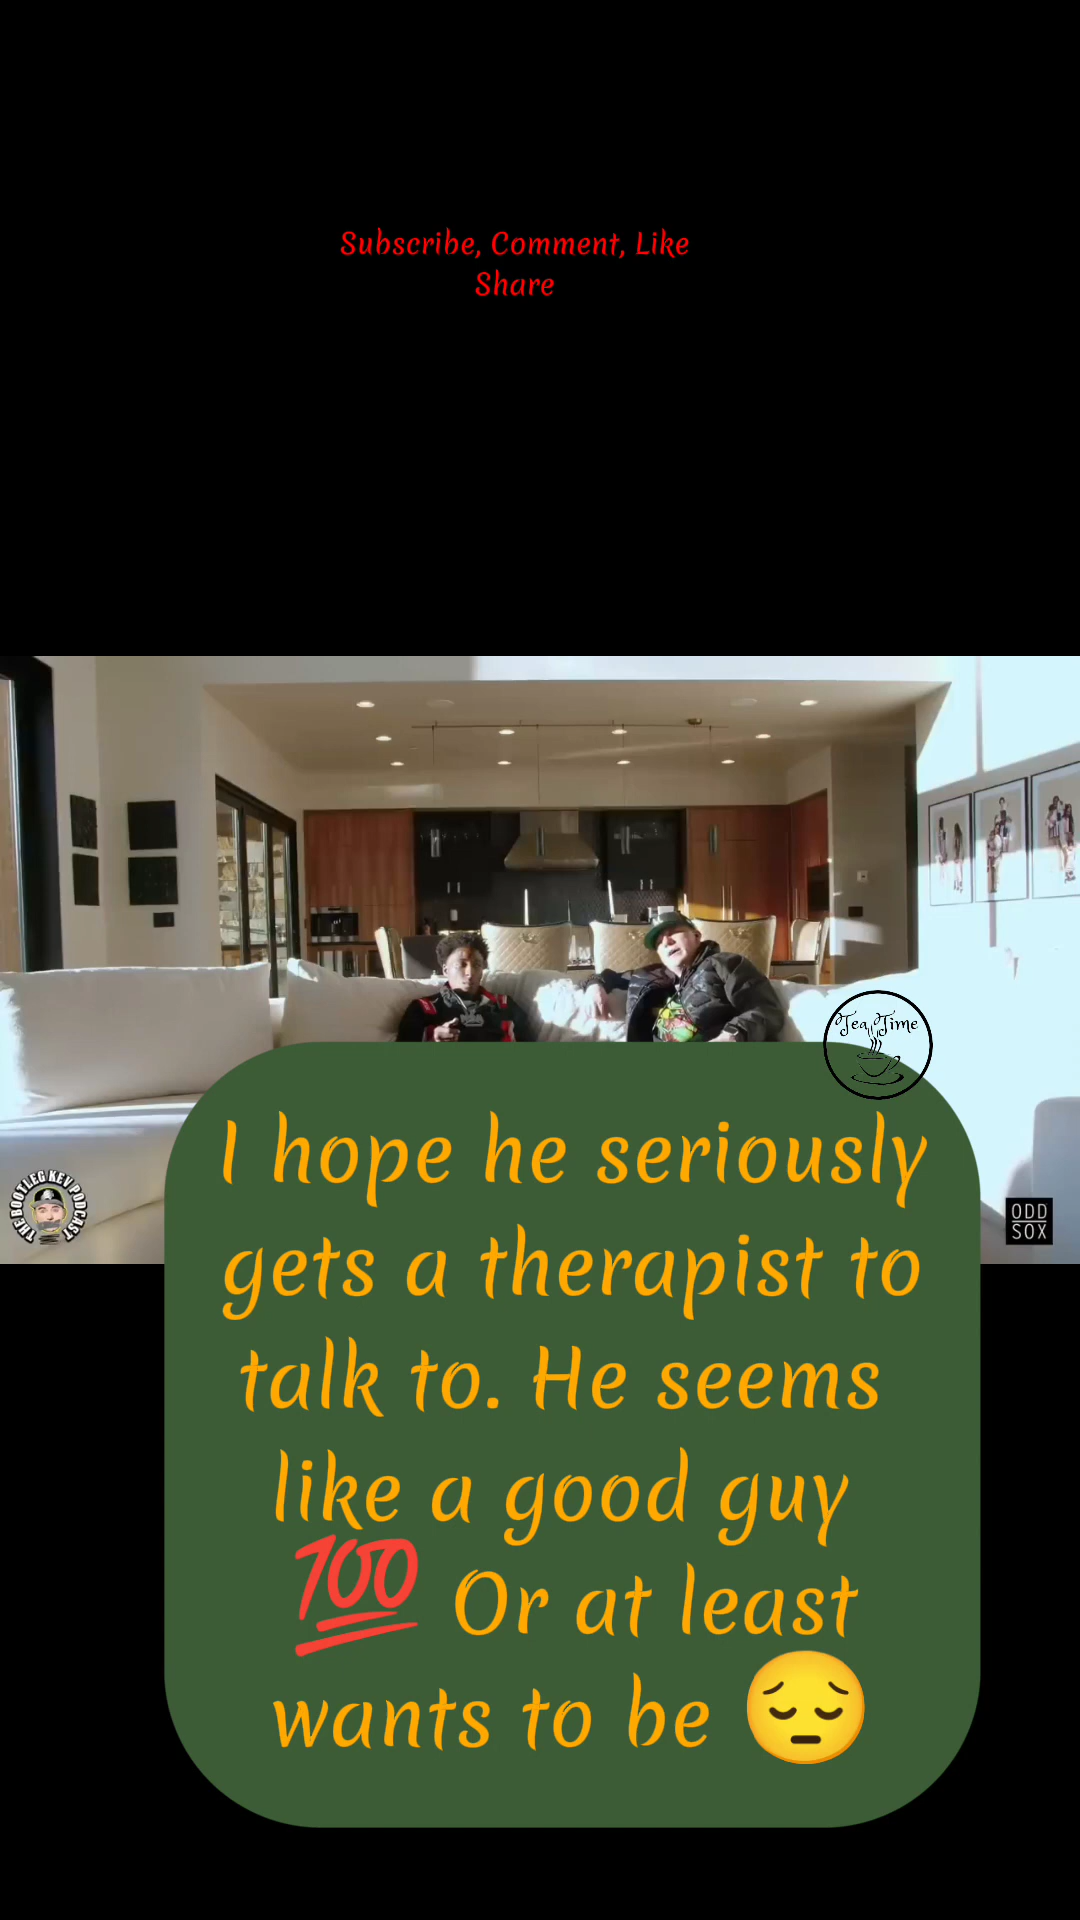 Subscribe, Comment, Like
Share
Tea Time
I hope he seriously
gets a therapist to
talk to. He seems
like a good guy
💯 Or at least
wants to be 😔
THE BOOTLEG KEV PODCAST
ODD
SOX